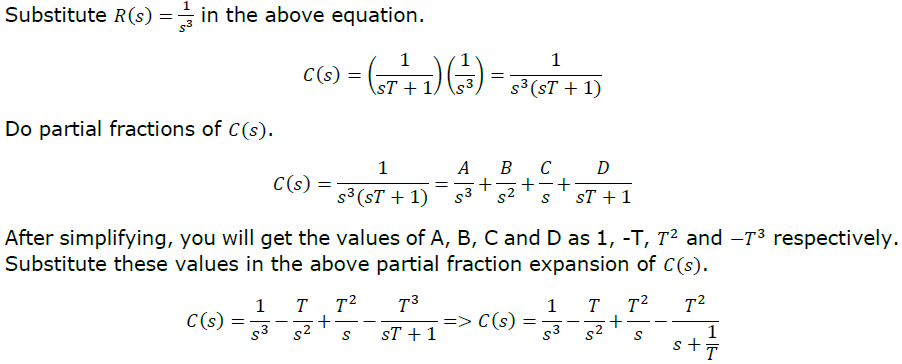 Substitute R(s) = 1/s³ in the above equation.
C(s) = (1/(sT + 1))(1/s³) = 1/(s³(sT + 1))
Do partial fractions of C(s).
C(s) = 1/(s³(sT + 1)) = A/s³ + B/s² + C/s + D/(sT + 1)
After simplifying, you will get the values of A, B, C and D as 1, -T, T² and −T³ respectively.
Substitute these values in the above partial fraction expansion of C(s).
C(s) = 1/s³ − T/s² + T²/s − T³/(sT + 1) => C(s) = 1/s³ − T/s² + T²/s − T²/(s + 1/T)